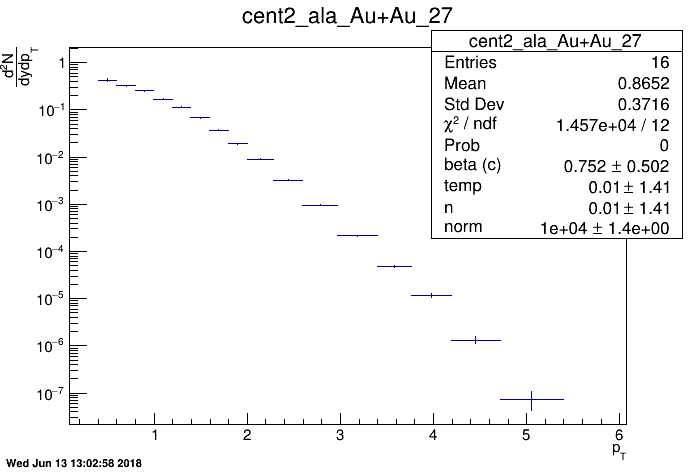 cent2_ala_Au+Au_27
d²N
dydp_T
cent2_ala_Au+Au_27
Entries 16
Mean 0.8652
Std Dev 0.3716
χ² / ndf 1.457e+04 / 12
Prob 0
beta (c) 0.752 ± 0.502
temp 0.01 ± 1.41
n 0.01 ± 1.41
norm 1e+04 ± 1.4e+00
1
10⁻¹
10⁻²
10⁻³
10⁻⁴
10⁻⁵
10⁻⁶
10⁻⁷
1 2 3 4 5 6
p_T
Wed Jun 13 13:02:58 2018